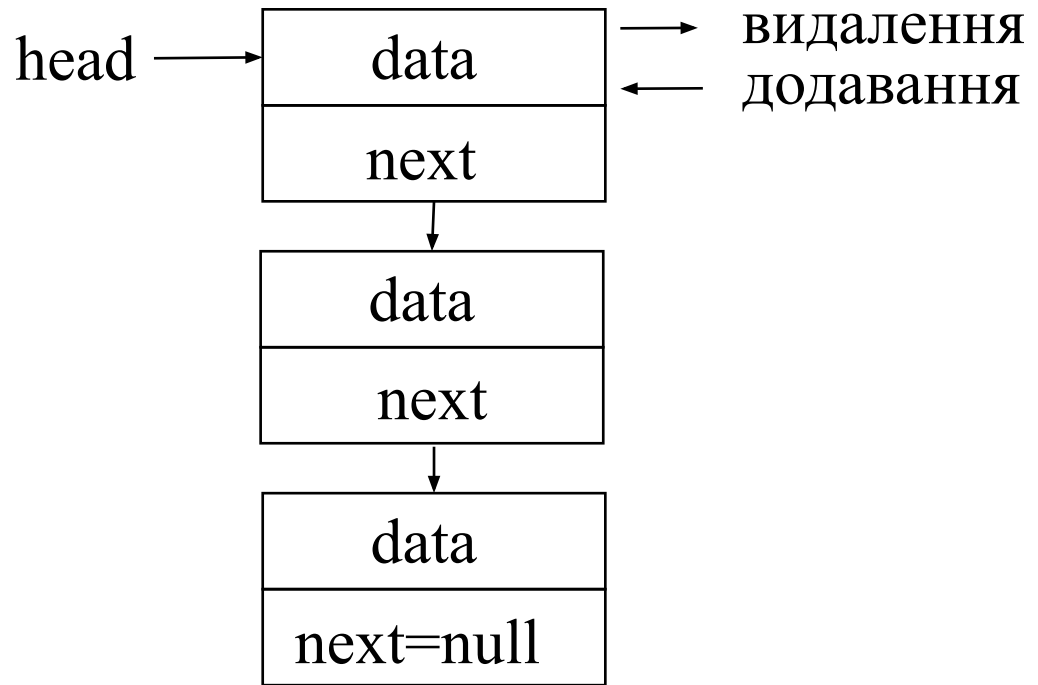 head
data
next
видалення
додавання
data
next
data
next=null